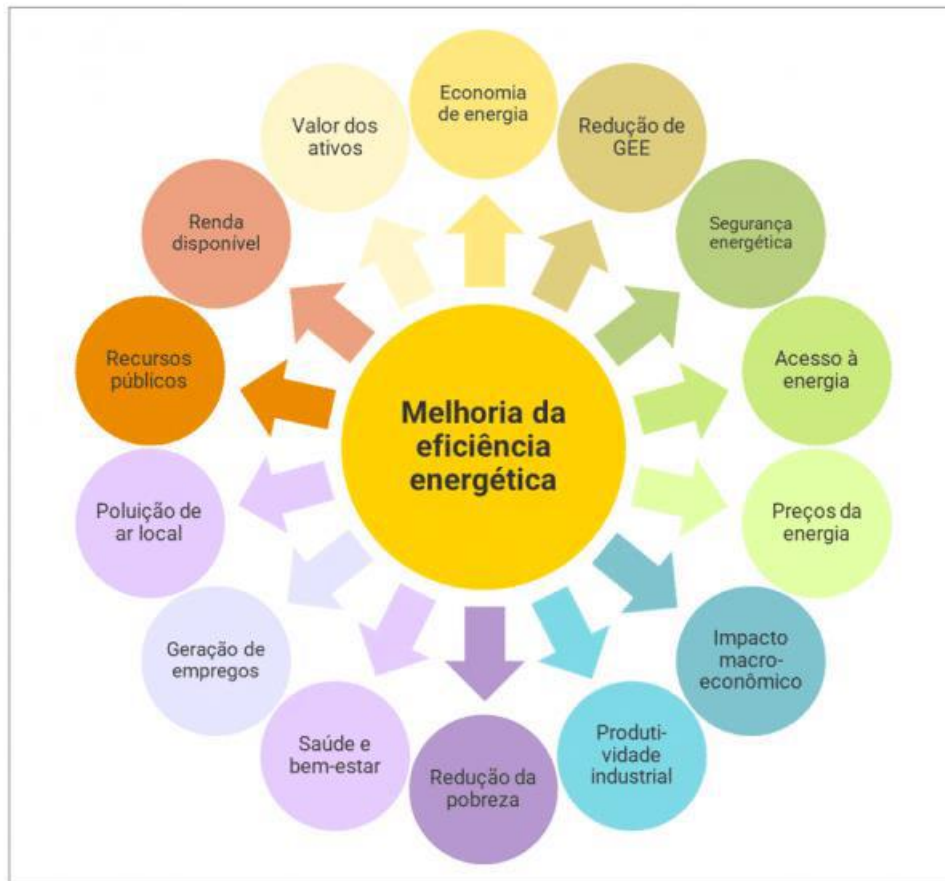 Economia
de energia
Redução de
GEE
Segurança
energética
Acesso à
energia
Preços da
energia
Impacto
macro-
econômico
Produti-
vidade
industrial
Redução da
pobreza
Saúde e
bem-estar
Geração de
empregos
Poluição de
ar local
Recursos
públicos
Renda
disponível
Valor dos
ativos
Melhoria da
eficiência
energética